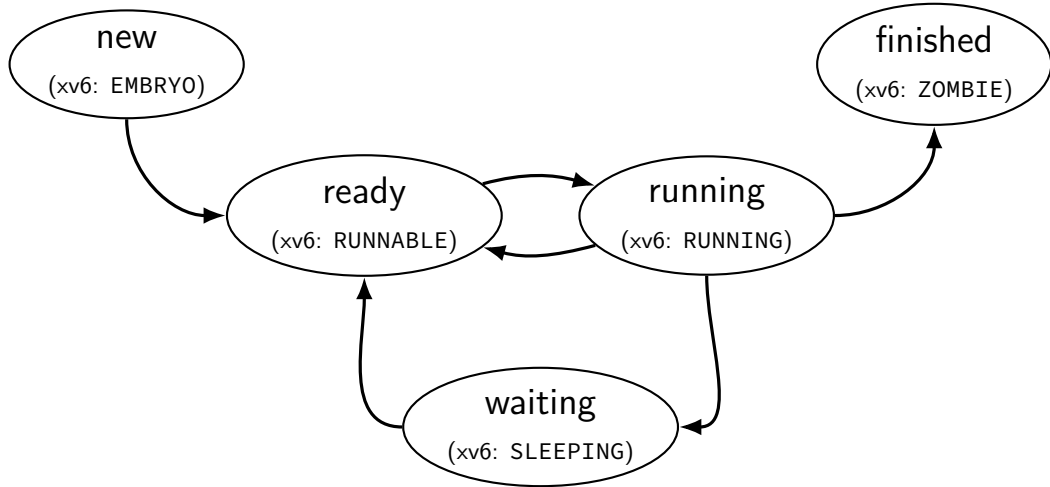 new
(xv6: EMBRYO)
finished
(xv6: ZOMBIE)
ready
(xv6: RUNNABLE)
running
(xv6: RUNNING)
waiting
(xv6: SLEEPING)